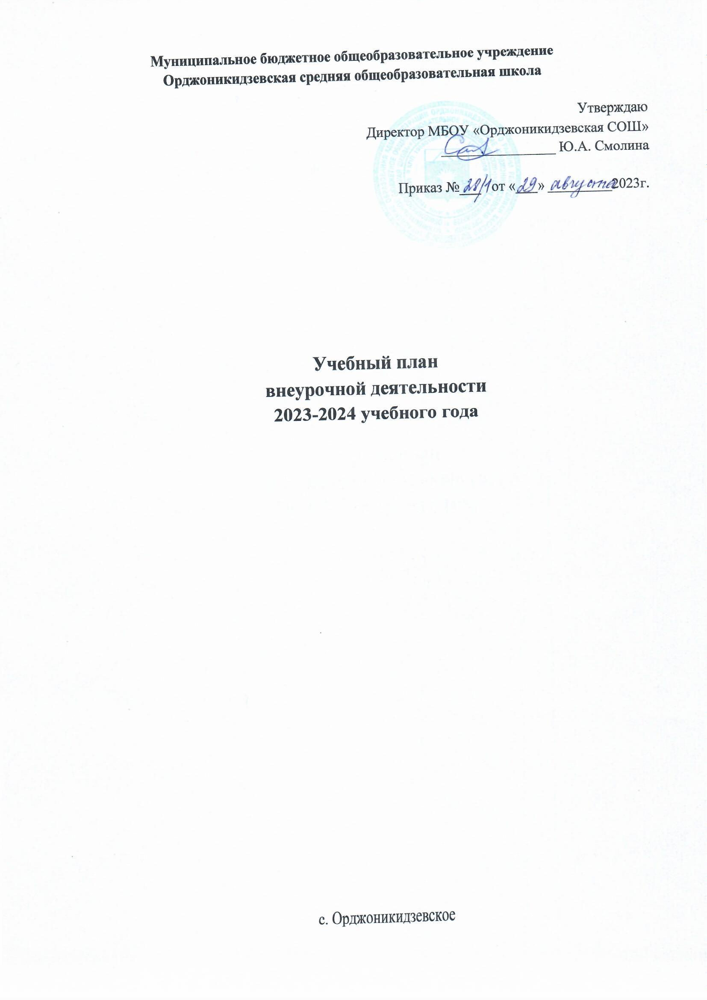 Муниципальное бюджетное общеобразовательное учреждение
Орджоникидзевская средняя общеобразовательная школа
Утверждаю
Директор МБОУ «Орджоникидзевская СОШ»
________________ Ю.А. Смолина
Приказ № 28/1 от «29» августа 2023г.
Учебный план
внеурочной деятельности
2023-2024 учебного года
с. Орджоникидзевское